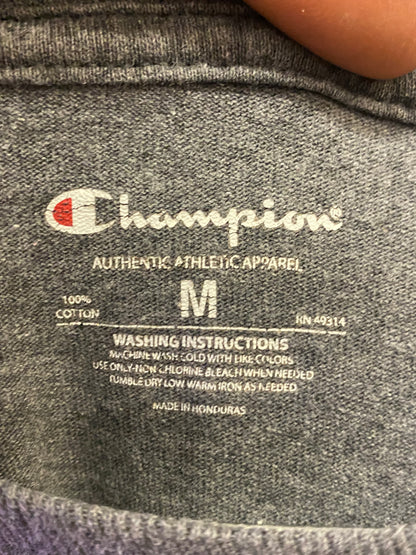 Champion
AUTHENTIC ATHLETIC APPAREL
M
100%
COTTON
RN 49314
WASHING INSTRUCTIONS
MACHINE WASH COLD WITH LIKE COLORS
USE ONLY-NON CHLORINE BLEACH WHEN NEEDED
TUMBLE DRY LOW WARM IRON AS NEEDED
MADE IN HONDURAS